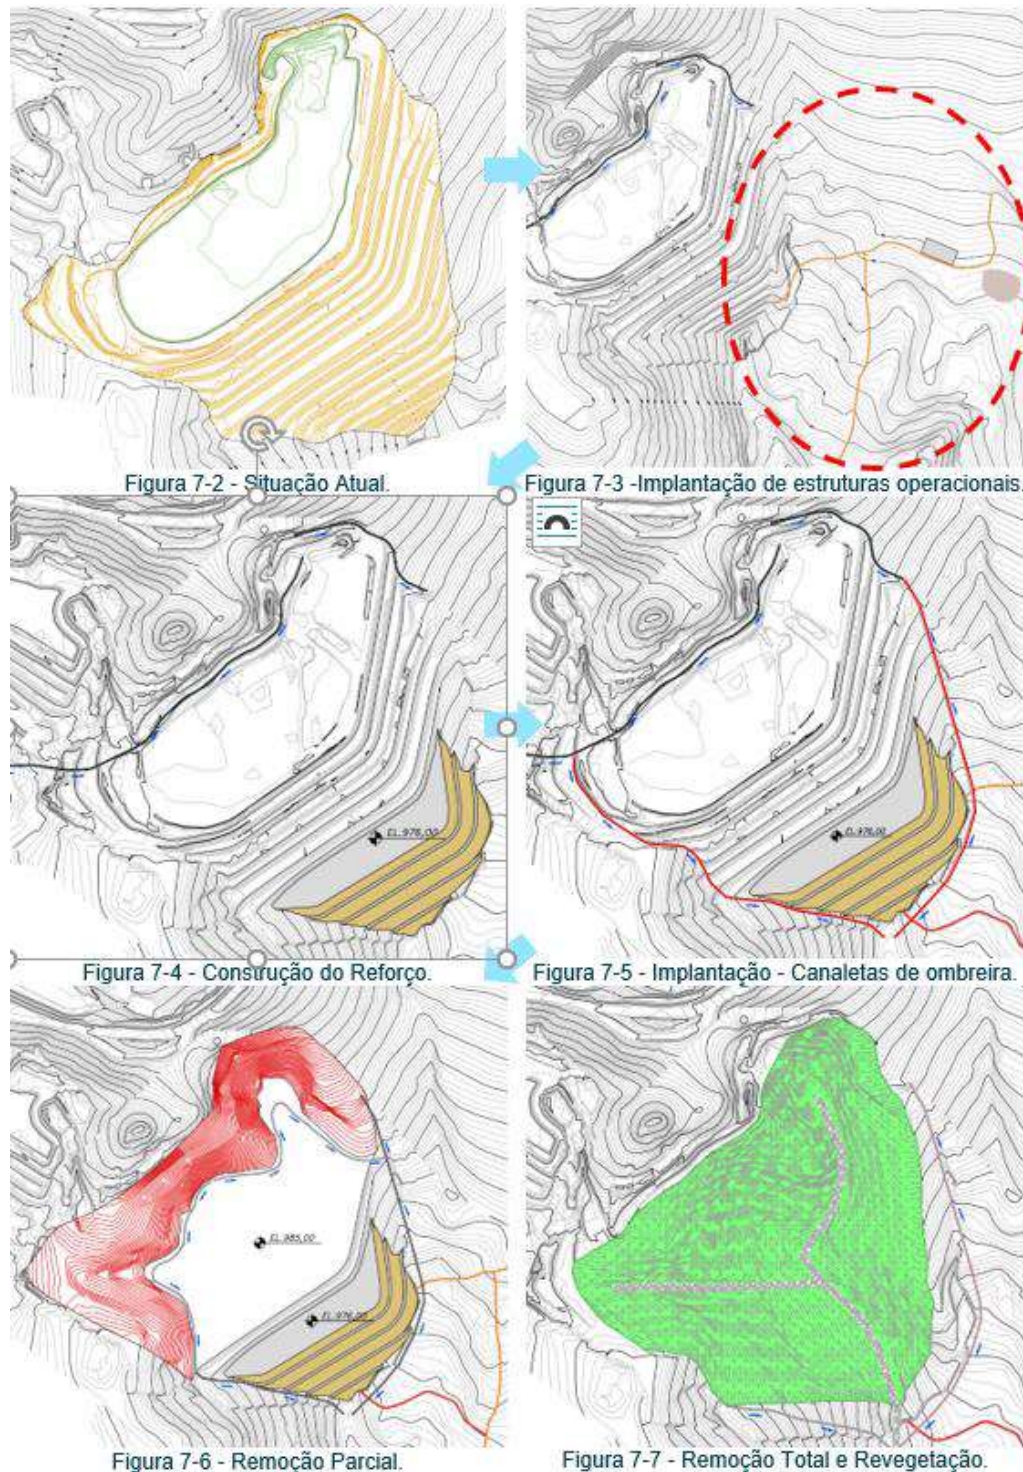 Figura 7-2 - Situação Atual.
Figura 7-3 -Implantação de estruturas operacionais.
EL.976,00
EL.976,00
Figura 7-4 - Construção do Reforço.
Figura 7-5 - Implantação - Canaletas de ombreira.
EL.985,00
EL.976,00
Figura 7-6 - Remoção Parcial.
Figura 7-7 - Remoção Total e Revegetação.